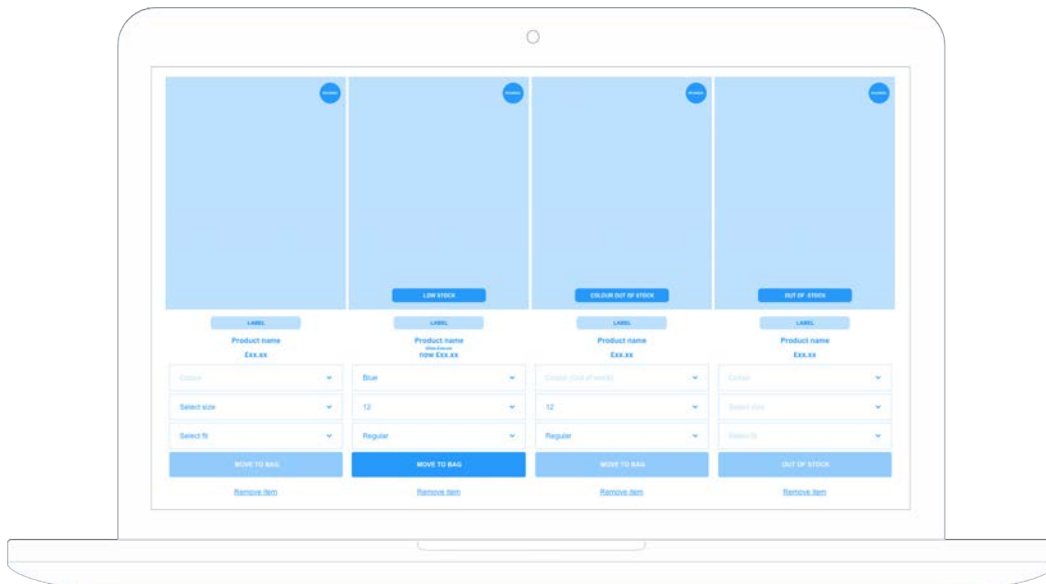 LOW STOCK
COLOUR OUT OF STOCK
OUT OF STOCK
LABEL
LABEL
LABEL
LABEL
Product name
Product name
Product name
Product name
£xx.xx
now £xx.xx
£xx.xx
£xx.xx
Colour
Blue
Colour (Out of stock)
Colour
Select size
12
12
Select size
Select fit
Regular
Regular
Select fit
MOVE TO BAG
MOVE TO BAG
MOVE TO BAG
OUT OF STOCK
Remove item
Remove item
Remove item
Remove item